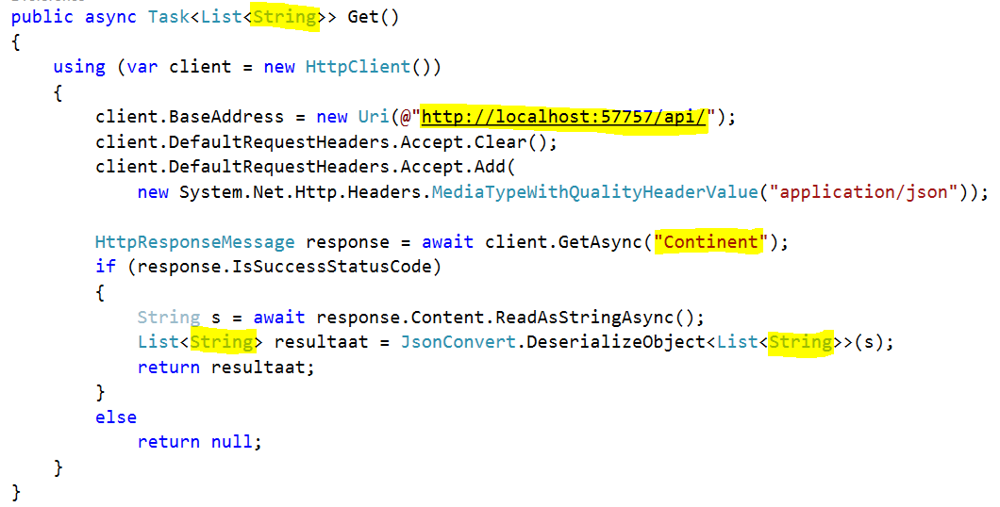 public async Task<List<String>> Get()
{
    using (var client = new HttpClient())
    {
        client.BaseAddress = new Uri(@"http://localhost:57757/api/");
        client.DefaultRequestHeaders.Accept.Clear();
        client.DefaultRequestHeaders.Accept.Add(
            new System.Net.Http.Headers.MediaTypeWithQualityHeaderValue("application/json"));

        HttpResponseMessage response = await client.GetAsync("Continent");
        if (response.IsSuccessStatusCode)
        {
            String s = await response.Content.ReadAsStringAsync();
            List<String> resultaat = JsonConvert.DeserializeObject<List<String>>(s);
            return resultaat;
        }
        else
            return null;
    }
}